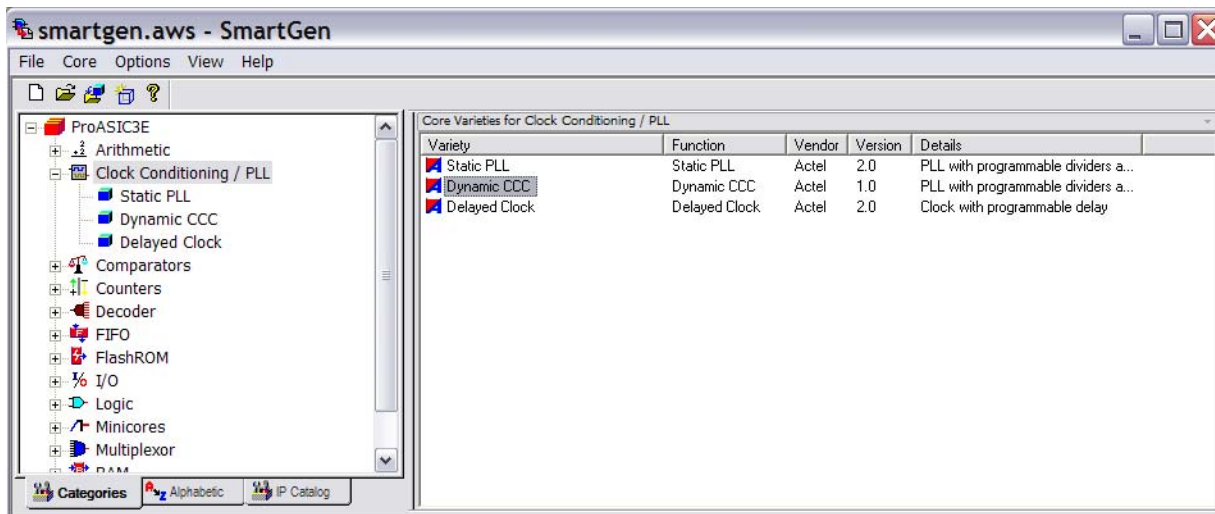 smartgen.aws - SmartGen
File Core Options View Help
ProASIC3E
Arithmetic
Clock Conditioning / PLL
Static PLL
Dynamic CCC
Delayed Clock
Comparators
Counters
Decoder
FIFO
FlashROM
I/O
Logic
Minicores
Multiplexor
RAM
Categories Alphabetic IP Catalog
Core Varieties for Clock Conditioning / PLL
Variety Function Vendor Version Details
Static PLL Static PLL Actel 2.0 PLL with programmable dividers a...
Dynamic CCC Dynamic CCC Actel 1.0 PLL with programmable dividers a...
Delayed Clock Delayed Clock Actel 2.0 Clock with programmable delay